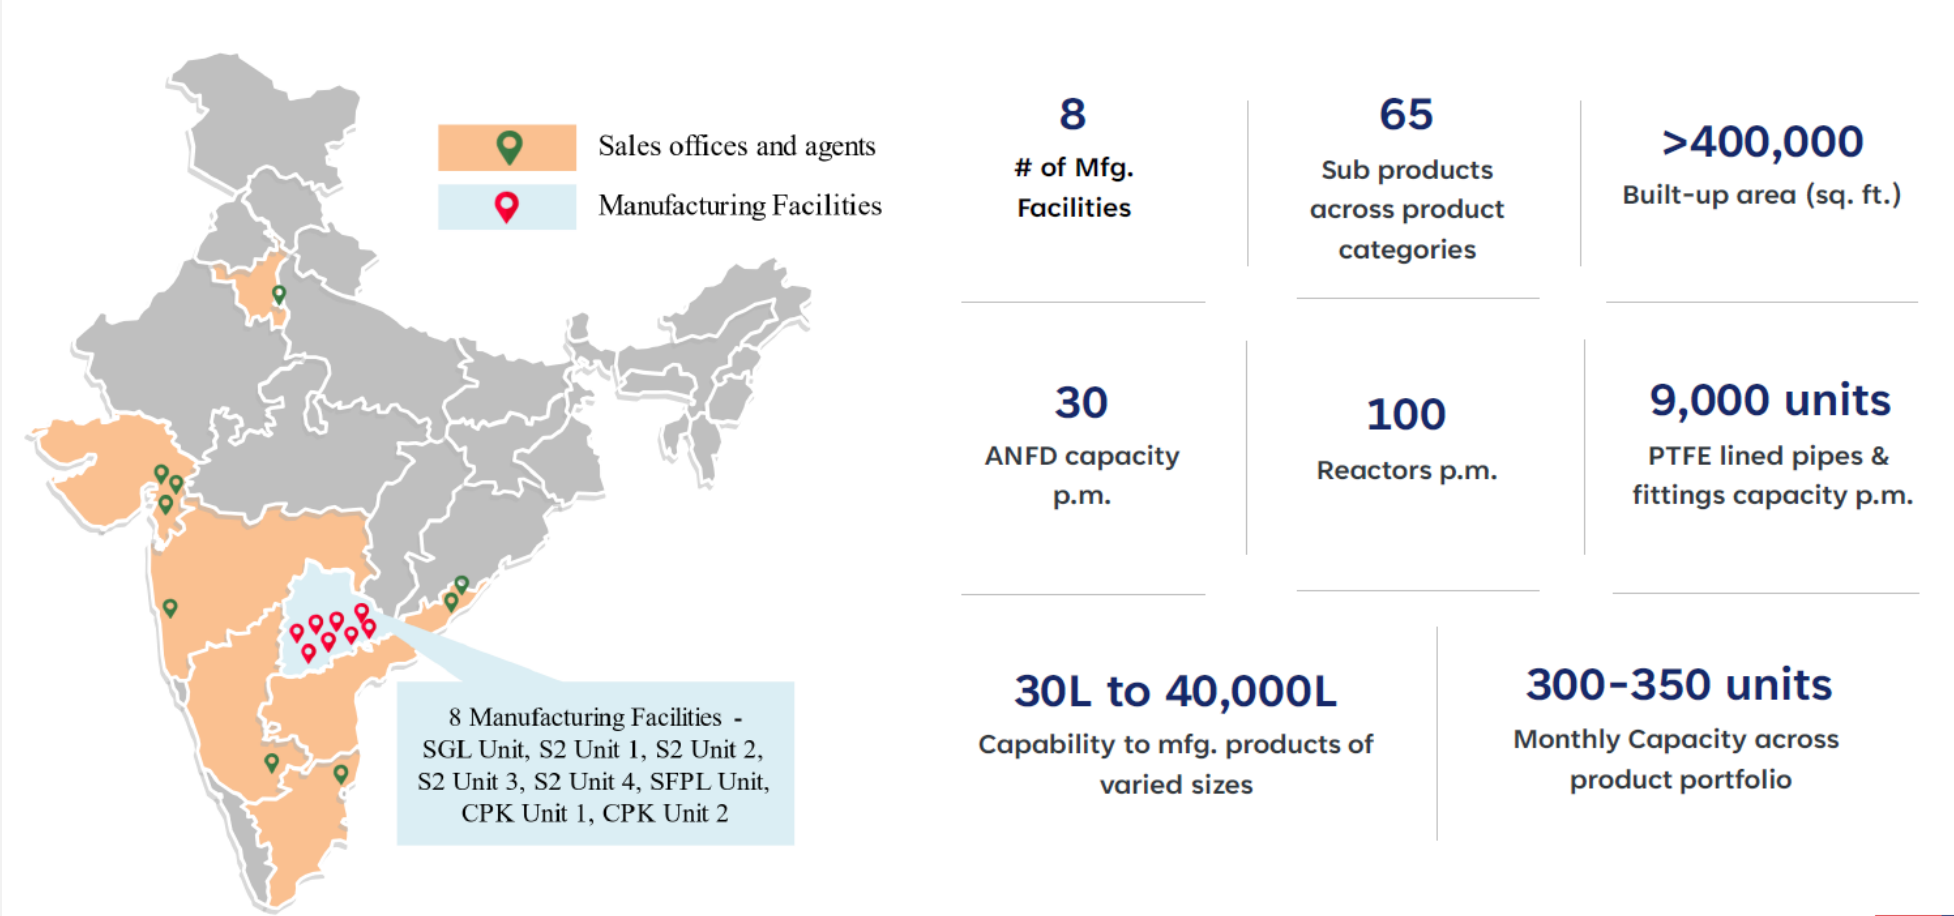 Sales offices and agents
Manufacturing Facilities
8 Manufacturing Facilities -
SGL Unit, S2 Unit 1, S2 Unit 2,
S2 Unit 3, S2 Unit 4, SFPL Unit,
CPK Unit 1, CPK Unit 2
8
# of Mfg.
Facilities
65
Sub products
across product
categories
>400,000
Built-up area (sq. ft.)
30
ANFD capacity
p.m.
100
Reactors p.m.
9,000 units
PTFE lined pipes &
fittings capacity p.m.
30L to 40,000L
Capability to mfg. products of
varied sizes
300-350 units
Monthly Capacity across
product portfolio